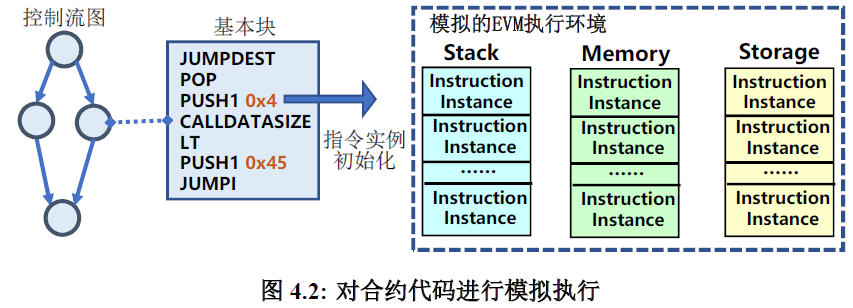 控制流图
基本块
JUMPDEST
POP
PUSH1 0x4
CALLDATASIZE
LT
PUSH1 0x45
JUMPI
指令实例
初始化
模拟的EVM执行环境
Stack
Instruction
Instance
Instruction
Instance
......
Instruction
Instance
Memory
Instruction
Instance
Instruction
Instance
......
Instruction
Instance
Storage
Instruction
Instance
Instruction
Instance
......
Instruction
Instance
图 4.2: 对合约代码进行模拟执行